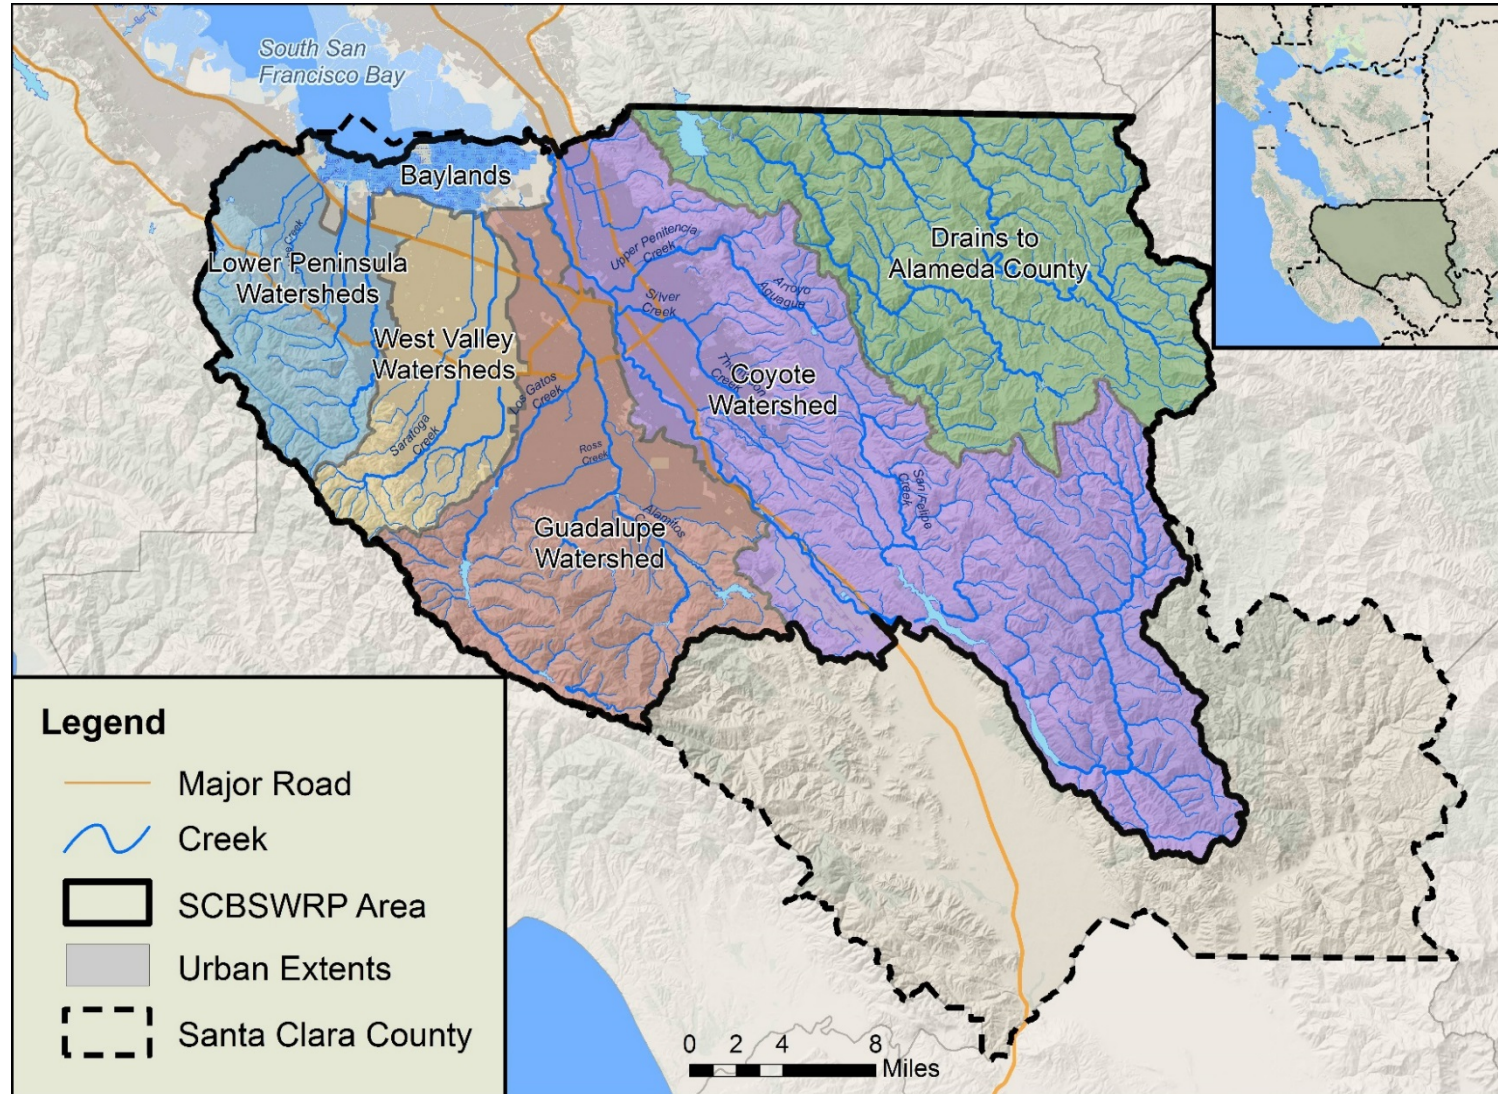 South San
Francisco Bay
Baylands
Lower Peninsula
Watersheds
West Valley
Watersheds
Saratoga
Creek
Los Gatos
Creek
Ross
Creek
Guadalupe
Watershed
Alamitos
Upper Penitencia
Creek
Silver
Creek
Arroyo
Aguague
Creek
Coyote
Watershed
San Felipe
Creek
Drains to
Alameda County
Legend
Major Road
Creek
SCBSWRP Area
Urban Extents
Santa Clara County
0 2 4 8
Miles